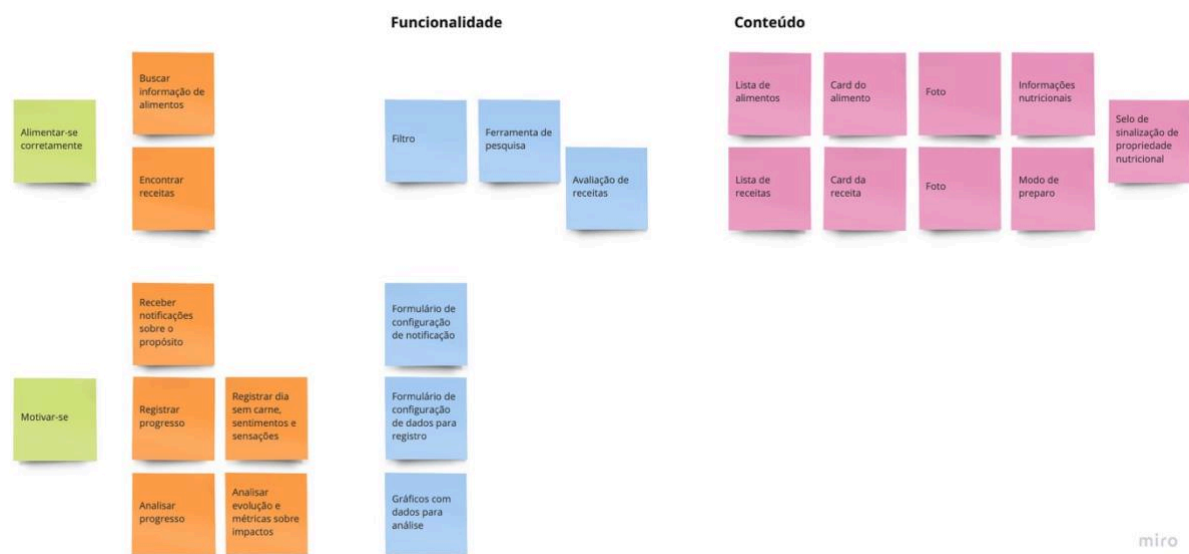 Funcionalidade
Conteúdo
Alimentar-se
corretamente
Buscar
informação de
alimentos
Encontrar
receitas
Filtro
Ferramenta de
pesquisa
Avaliação de
receitas
Lista de
alimentos
Card do
alimento
Foto
Informações
nutricionais
Selo de
sinalização de
propriedade
nutricional
Lista de
receitas
Card da
receita
Foto
Modo de
preparo
Motivar-se
Receber
notificações
sobre o
propósito
Registrar
progresso
Registrar dia
sem carne,
sentimentos e
sensações
Analisar
progresso
Analisar
evolução e
métricas sobre
impactos
Formulário de
configuração
de notificação
Formulário de
configuração
de dados para
registro
Gráficos com
dados para
análise
miro